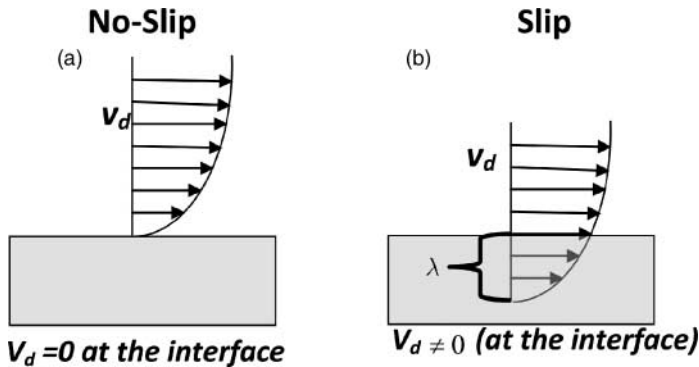 No-Slip
(a)
v_d
V_d =0 at the interface
Slip
(b)
v_d
λ
V_d ≠ 0 (at the interface)